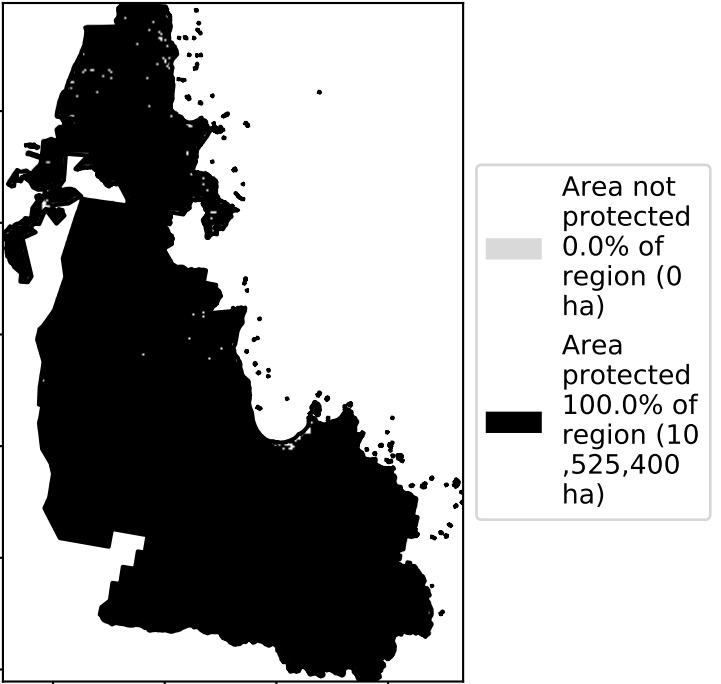 Area not
protected
0.0% of
region (0
ha)
Area
protected
100.0% of
region (10
,525,400
ha)